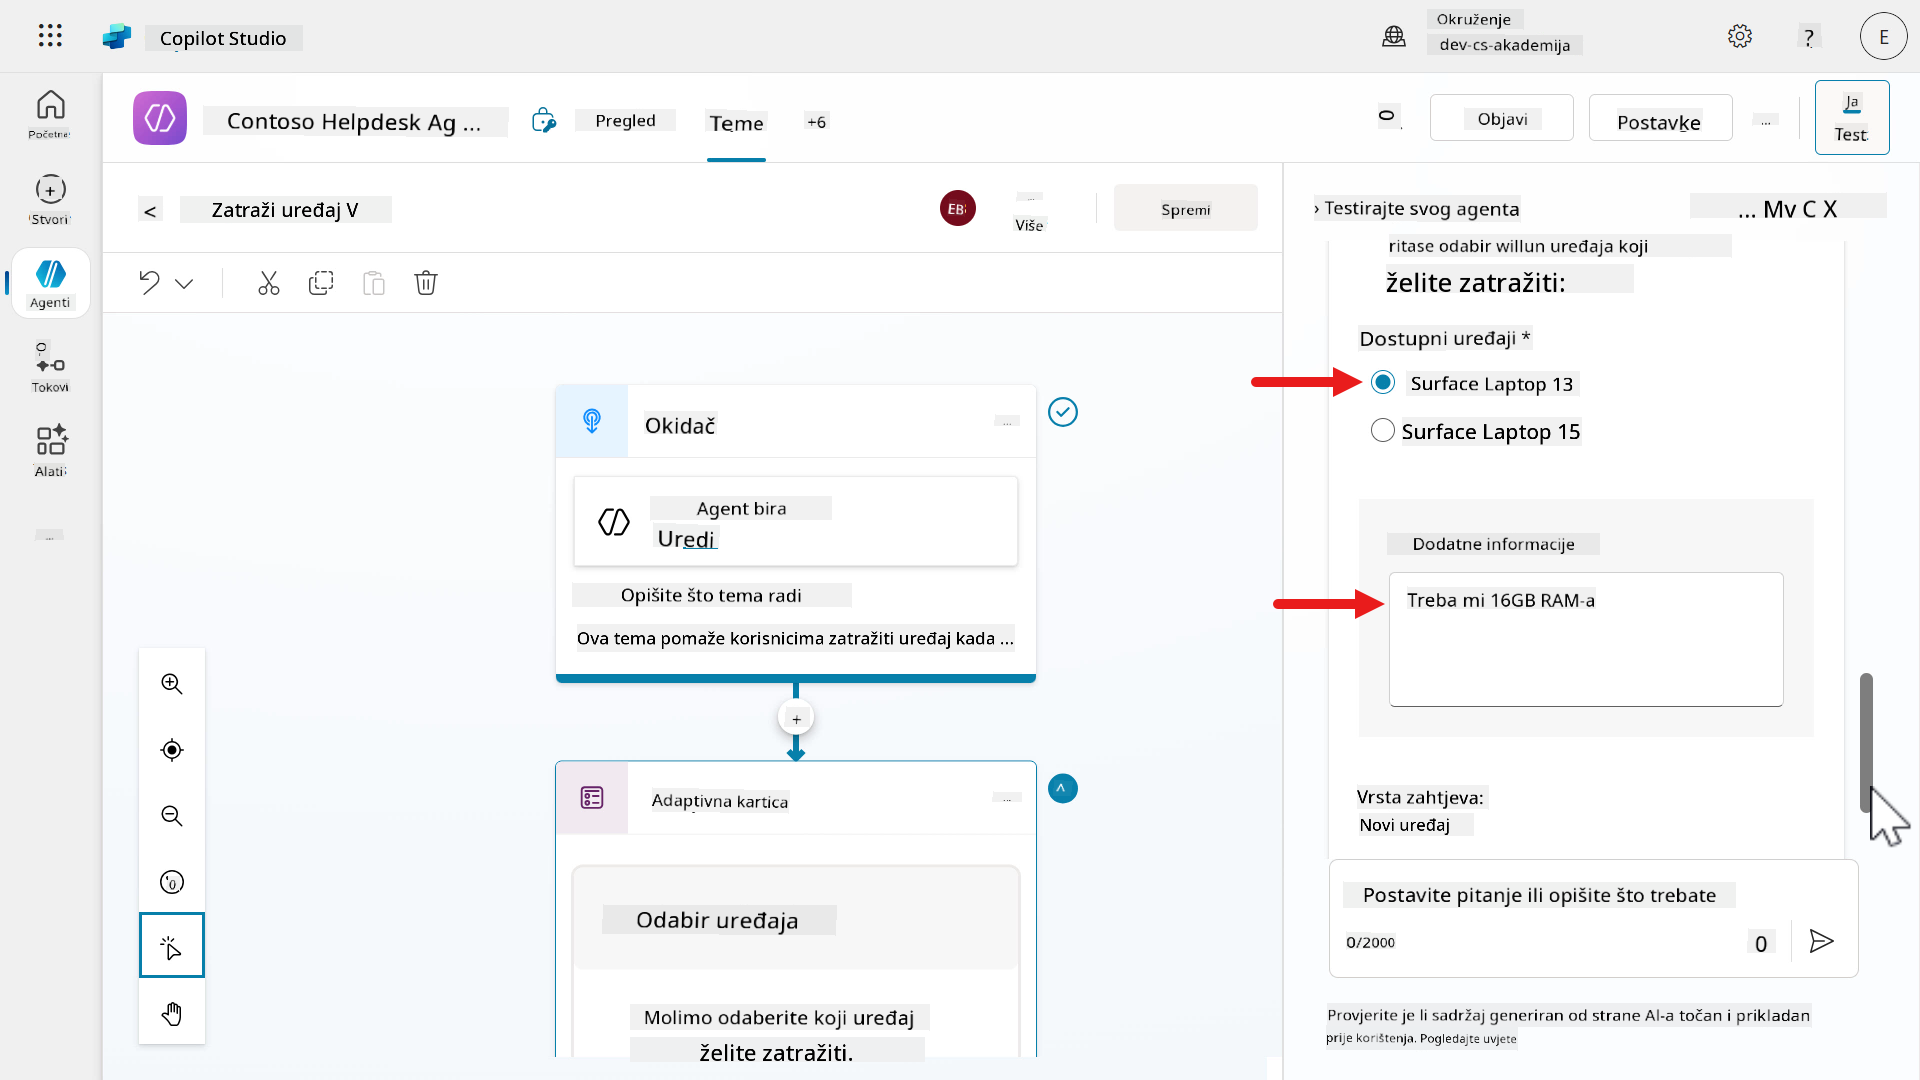 Copilot Studio
Okruženje
dev-cs-akademija
?
E
Početna
Stvori
Agenti
Tokovi
Alati
...
Contoso Helpdesk Ag ...
Pregled
Teme
+6
Objavi
Postavke
...
Ja
Test
<
Zatraži uređaj V
EB
...
Više
Spremi
Okidač
...
Agent bira
Uredi
Opišite što tema radi
Ova tema pomaže korisnicima zatražiti uređaj kada ...
+
Adaptivna kartica
...
^
Odabir uređaja
Molimo odaberite koji uređaj
želite zatražiti.
› Testirajte svog agenta
... Mv C X
ritase odabir willun uređaja koji
želite zatražiti:
Dostupni uređaji *
Surface Laptop 13
Surface Laptop 15
Dodatne informacije
Treba mi 16GB RAM-a
Vrsta zahtjeva:
Novi uređaj
Postavite pitanje ili opišite što trebate
0/2000
0
Provjerite je li sadržaj generiran od strane AI-a točan i prikladan
prije korištenja. Pogledajte uvjete